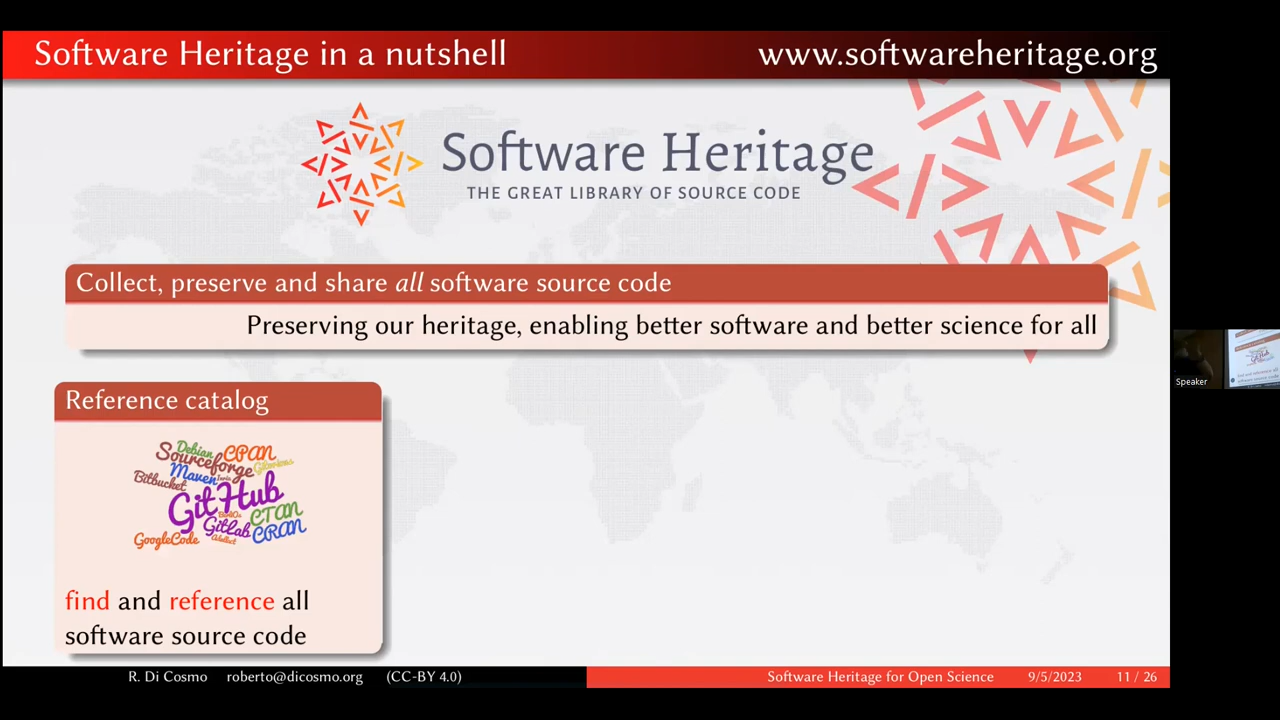 Software Heritage in a nutshell
www.softwareheritage.org
Software Heritage
THE GREAT LIBRARY OF SOURCE CODE
Collect, preserve and share all software source code
Preserving our heritage, enabling better software and better science for all
Reference catalog
Debian
CPAN
Sourceforge
Gitorious
Maven
Inria
Bitbucket
GitHub
CTAN
GitLab
CRAN
GoogleCode
find and reference all
software source code
R. Di Cosmo roberto@dicosmo.org (CC-BY 4.0)
Software Heritage for Open Science 9/5/2023 11 / 26
Speaker